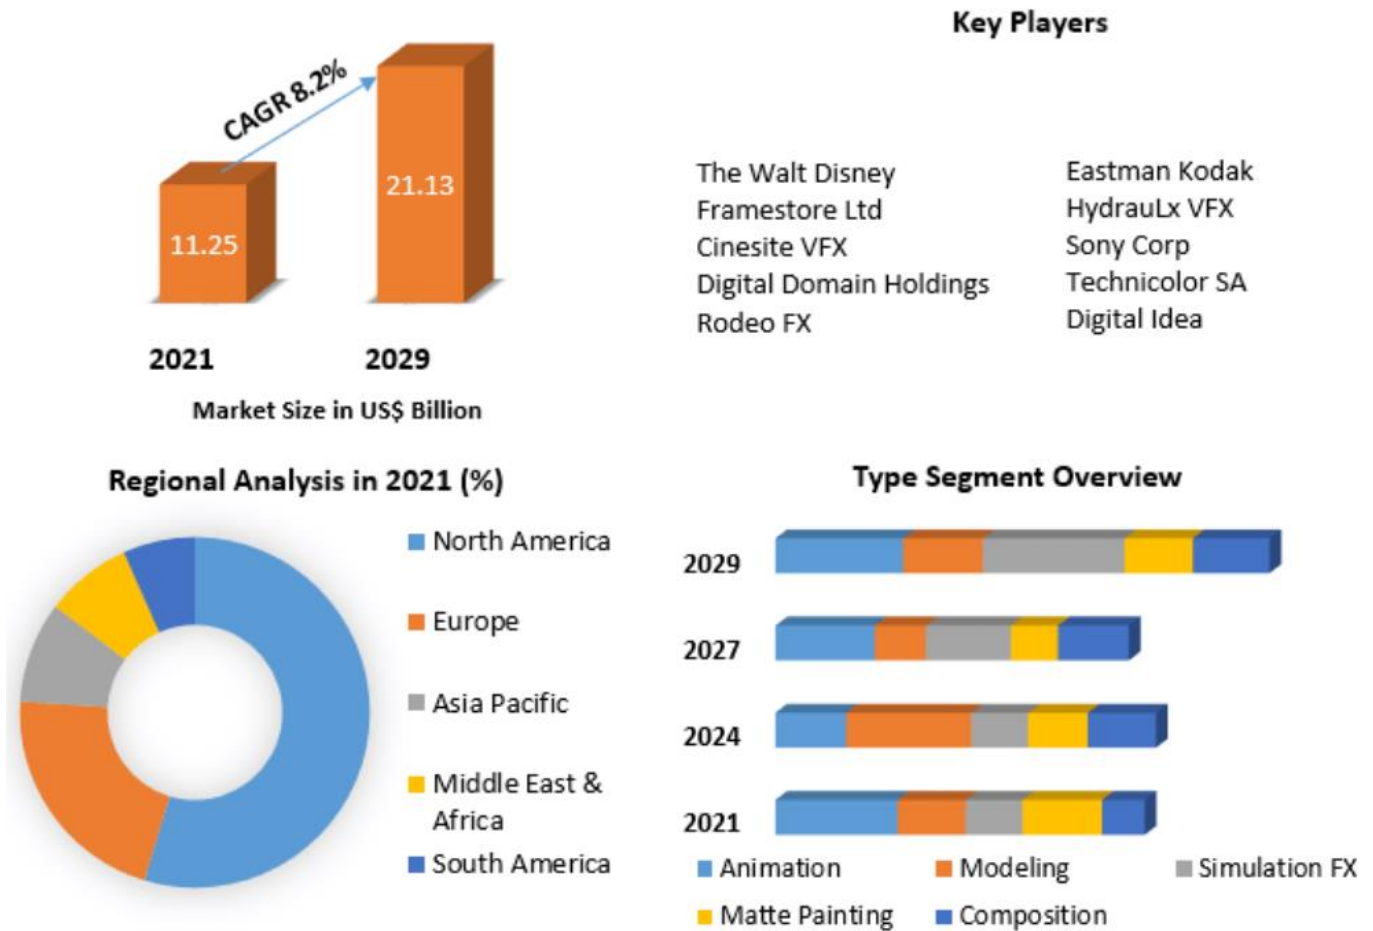 CAGR 8.2%
11.25
21.13
2021
2029
Market Size in US$ Billion
Key Players
The Walt Disney
Framestore Ltd
Cinesite VFX
Digital Domain Holdings
Rodeo FX
Eastman Kodak
HydrauLx VFX
Sony Corp
Technicolor SA
Digital Idea
Regional Analysis in 2021 (%)
North America
Europe
Asia Pacific
Middle East &
Africa
South America
Type Segment Overview
2029
2027
2024
2021
Animation
Modeling
Simulation FX
Matte Painting
Composition